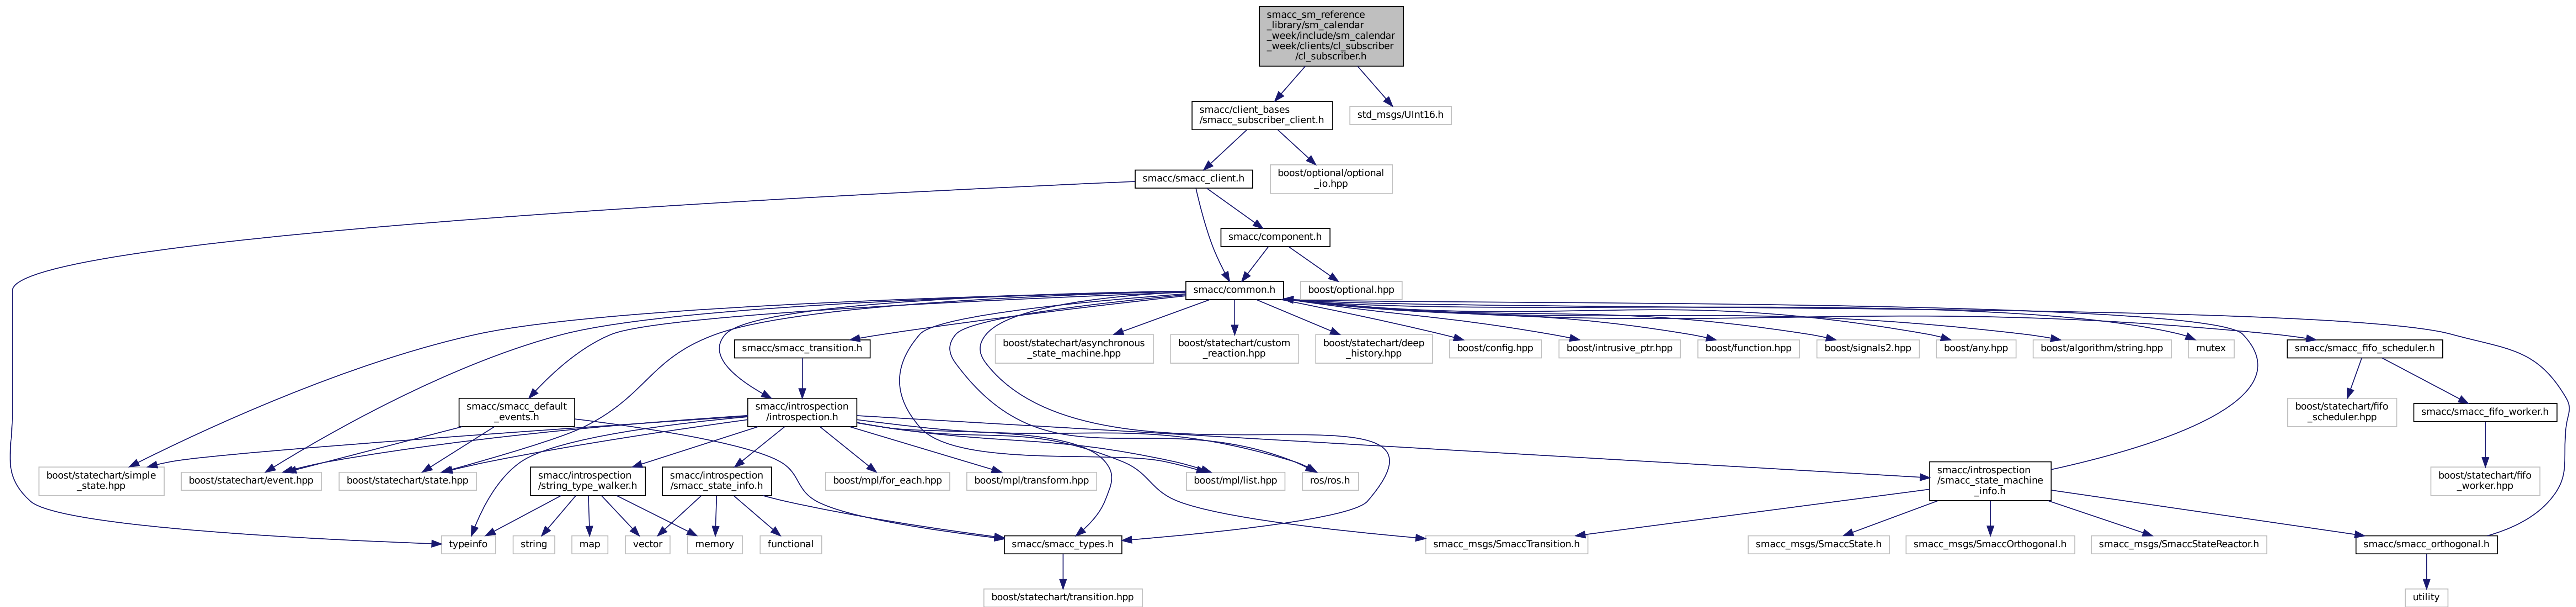 smacc_sm_reference
_library/sm_calendar
_week/include/sm_calendar
_week/clients/cl_subscriber
/cl_subscriber.h
smacc/client_bases
/smacc_subscriber_client.h
std_msgs/UInt16.h
smacc/smacc_client.h
boost/optional/optional
_io.hpp
smacc/component.h
smacc/common.h
boost/optional.hpp
smacc/smacc_transition.h
boost/statechart/asynchronous
_state_machine.hpp
boost/statechart/custom
_reaction.hpp
boost/statechart/deep
_history.hpp
boost/config.hpp
boost/intrusive_ptr.hpp
boost/function.hpp
boost/signals2.hpp
boost/any.hpp
boost/algorithm/string.hpp
mutex
smacc/smacc_fifo_scheduler.h
smacc/smacc_default
_events.h
smacc/introspection
/introspection.h
boost/statechart/fifo
_scheduler.hpp
smacc/smacc_fifo_worker.h
boost/statechart/simple
_state.hpp
boost/statechart/event.hpp
boost/statechart/state.hpp
smacc/introspection
/string_type_walker.h
smacc/introspection
/smacc_state_info.h
boost/mpl/for_each.hpp
boost/mpl/transform.hpp
boost/mpl/list.hpp
ros/ros.h
smacc/introspection
/smacc_state_machine
_info.h
boost/statechart/fifo
_worker.hpp
typeinfo
string
map
vector
memory
functional
smacc/smacc_types.h
smacc_msgs/SmaccTransition.h
smacc_msgs/SmaccState.h
smacc_msgs/SmaccOrthogonal.h
smacc_msgs/SmaccStateReactor.h
smacc/smacc_orthogonal.h
boost/statechart/transition.hpp
utility